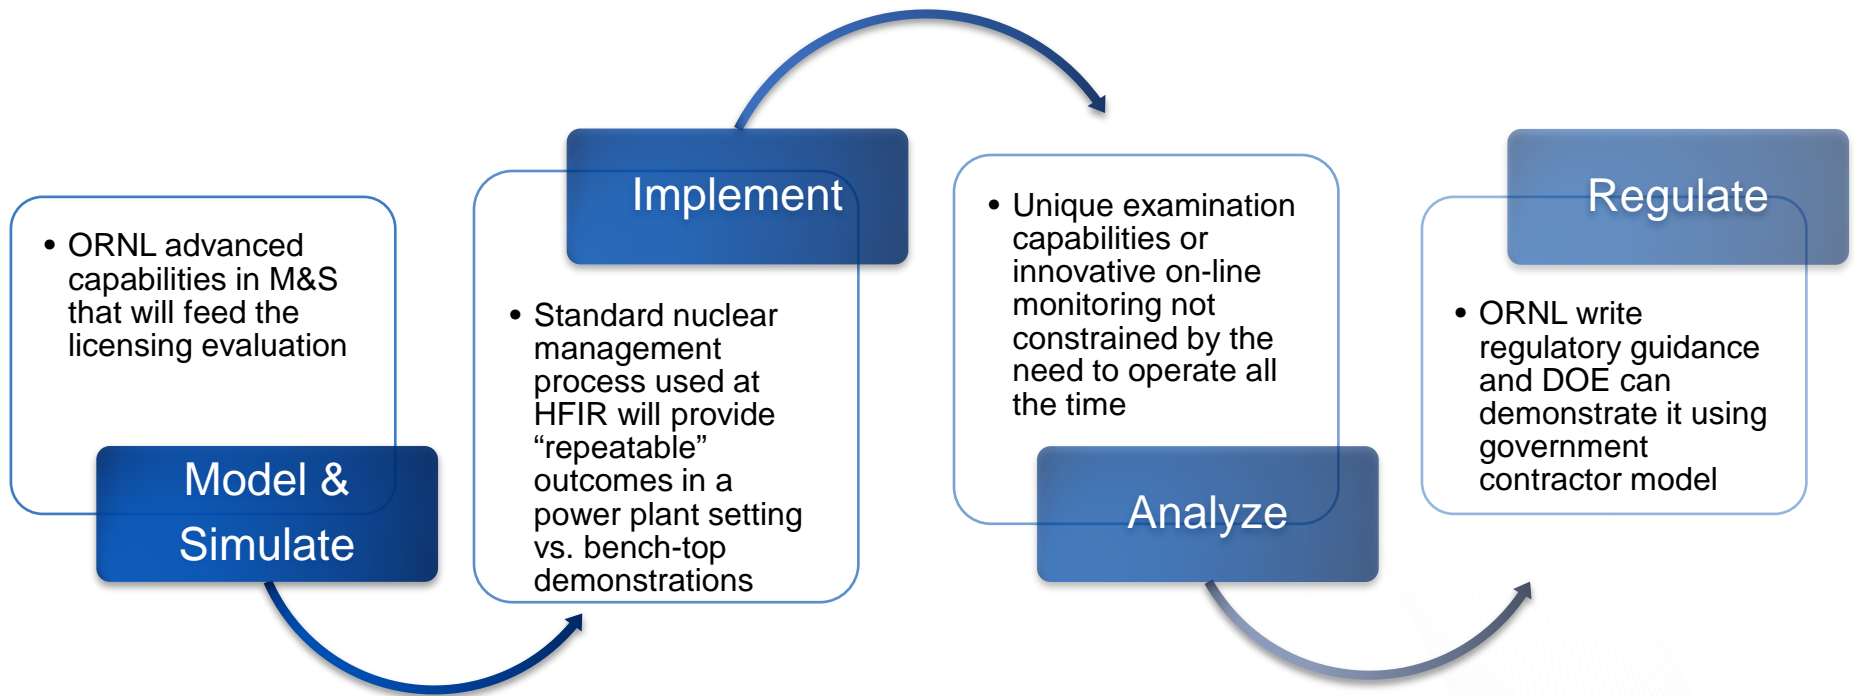 • ORNL advanced
capabilities in M&S
that will feed the
licensing evaluation
Model &
Simulate
Implement
• Standard nuclear
management
process used at
HFIR will provide
“repeatable”
outcomes in a
power plant setting
vs. bench-top
demonstrations
• Unique examination
capabilities or
innovative on-line
monitoring not
constrained by the
need to operate all
the time
Analyze
Regulate
• ORNL write
regulatory guidance
and DOE can
demonstrate it using
government
contractor model